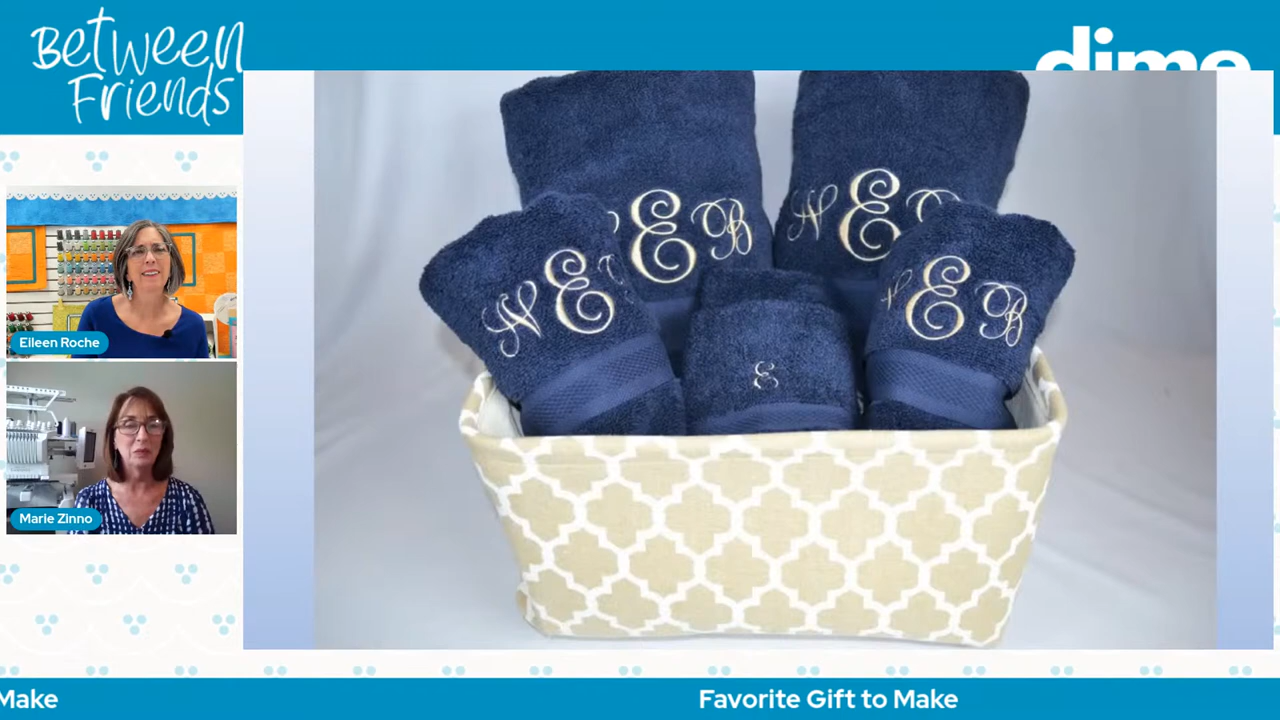 Between
Friends
dime
Eileen Roche
Marie Zinno
E B
N E
N E
E B
E
Make
Favorite Gift to Make